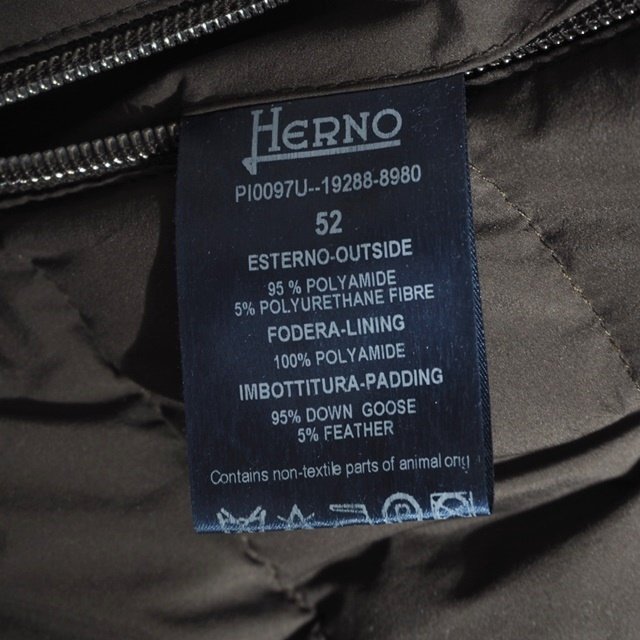 HERNO
PI0097U--19288-8980
52
ESTERNO-OUTSIDE
95 % POLYAMIDE
5% POLYURETHANE FIBRE
FODERA-LINING
100% POLYAMIDE
IMBOTTITURA-PADDING
95% DOWN GOOSE
5% FEATHER
Contains non-textile parts of animal orig